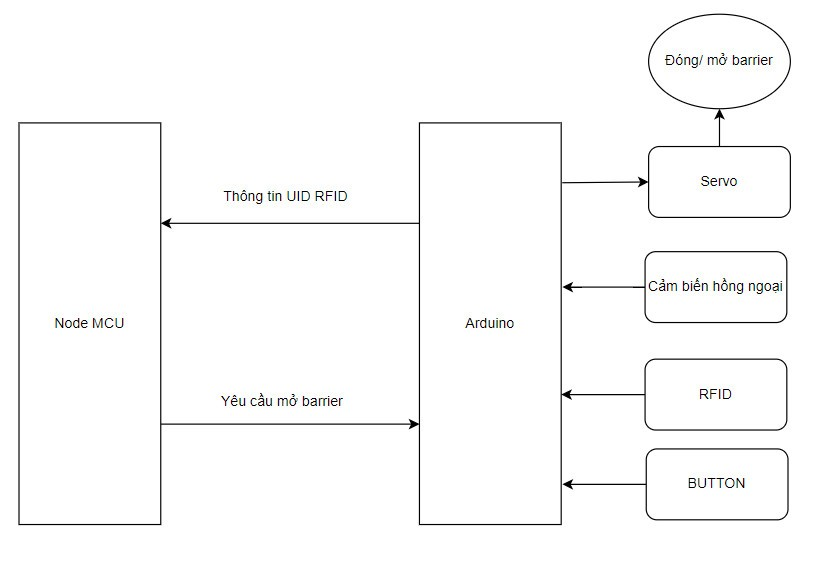 Đóng/ mở barrier
Servo
Thông tin UID RFID
Cảm biến hồng ngoại
Node MCU
Arduino
RFID
Yêu cầu mở barrier
BUTTON